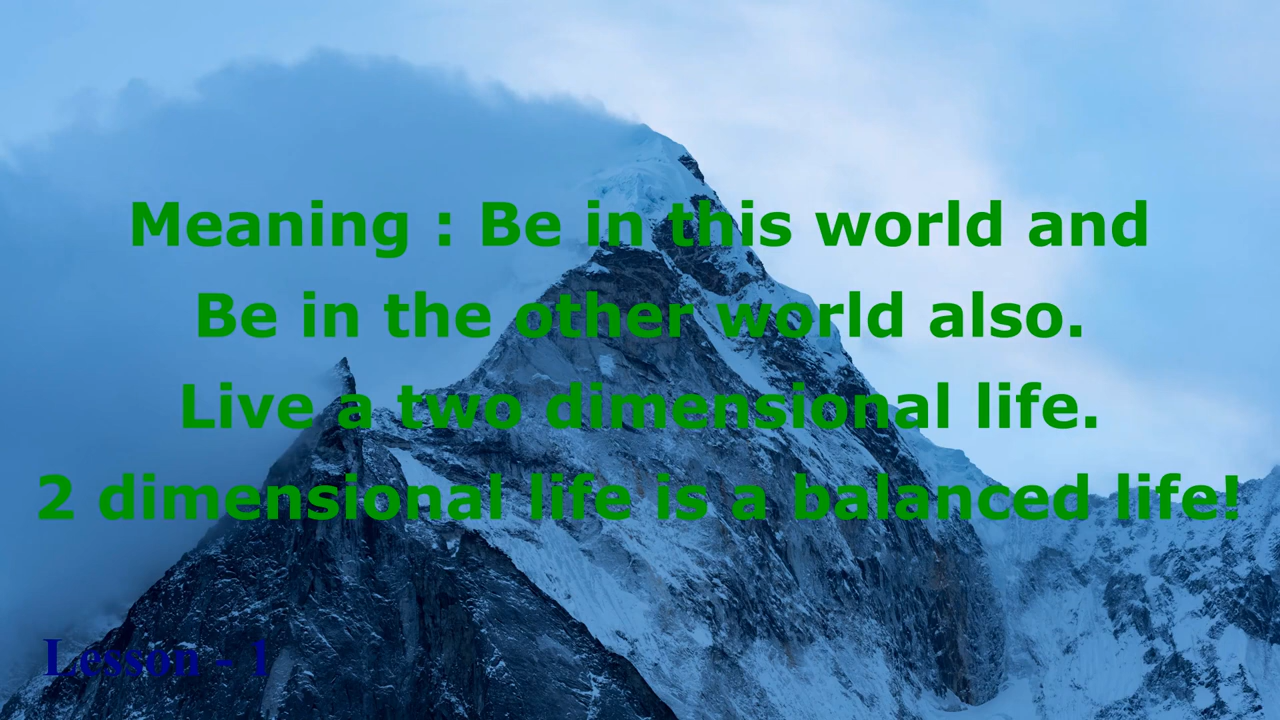 Meaning : Be in this world and
Be in the other world also.
Live a two dimensional life.
2 dimensional life is a balanced life!
Lesson - 1